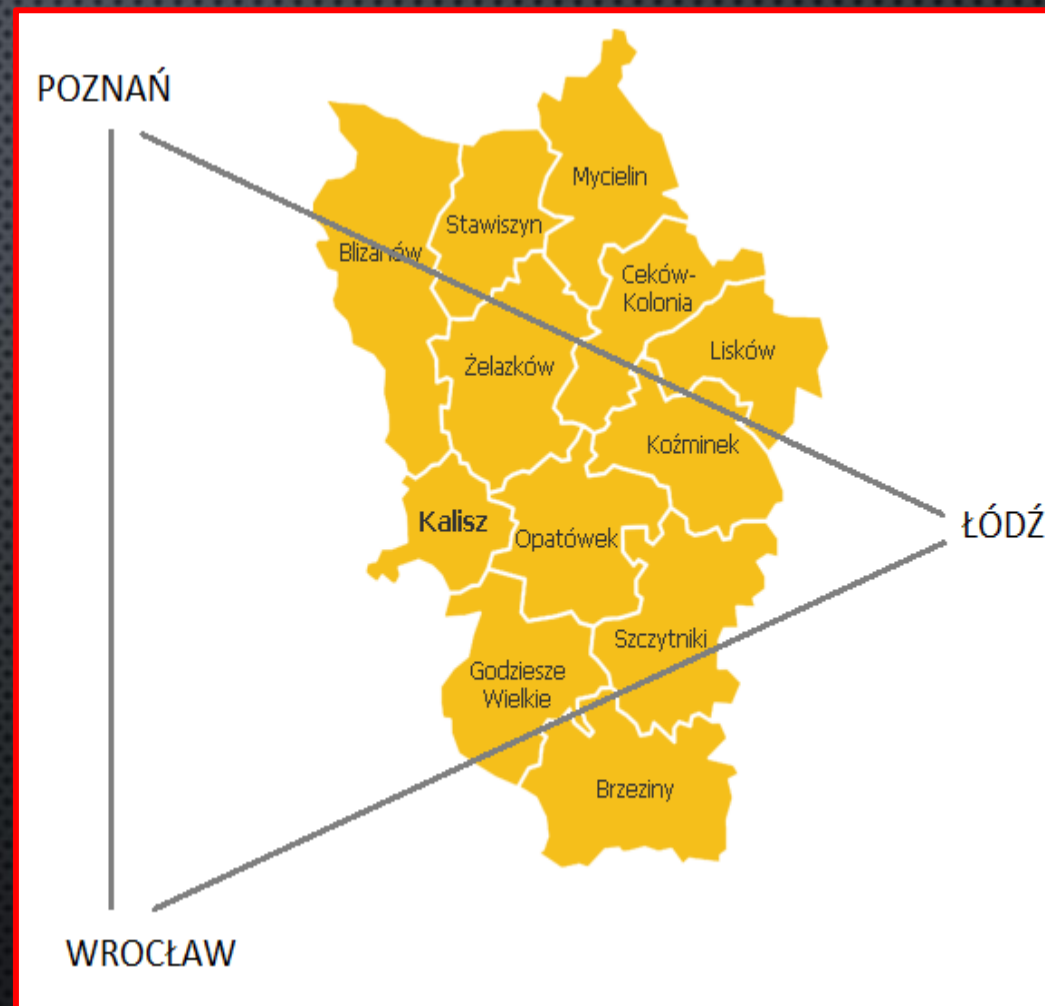 POZNAŃ
Mycielin
Stawiszyn
Blizanów
Ceków-
Kolonia
Lisków
Żelazków
Koźminek
Kalisz
Opatówek
ŁÓDŹ
Szczytniki
Godziesze
Wielkie
Brzeziny
WROCŁAW